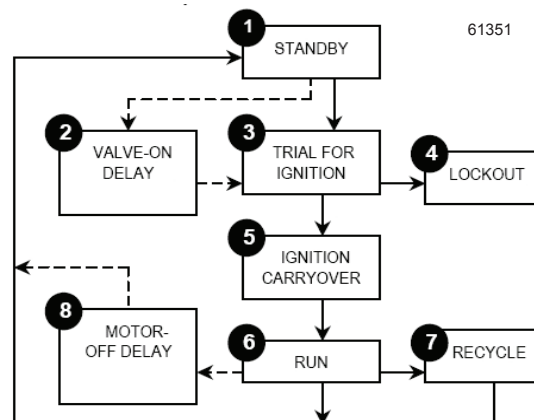 61351
1
STANDBY
2
VALVE-ON
DELAY
3
TRIAL FOR
IGNITION
4
LOCKOUT
5
IGNITION
CARRYOVER
8
MOTOR-
OFF DELAY
6
RUN
7
RECYCLE